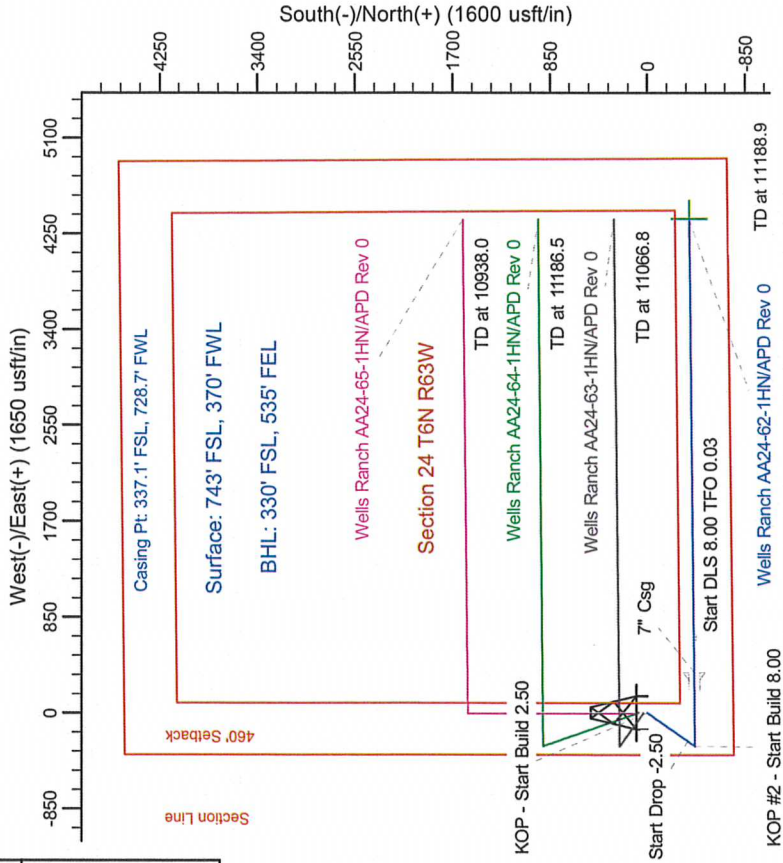 West(-)/East(+) (1650 usft/in)
-850
0
850
1700
2550
3400
4250
5100
South(-)/North(+) (1600 usft/in)
4250
3400
2550
1700
850
0
-850
Casing Pt: 337.1' FSL, 728.7' FWL
Surface: 743' FSL, 370' FWL
BHL: 330' FSL, 535' FEL
Wells Ranch AA24-65-1HN/APD Rev 0
Section 24 T6N R63W
TD at 10938.0
Wells Ranch AA24-64-1HN/APD Rev 0
TD at 11186.5
Wells Ranch AA24-63-1HN/APD Rev 0
TD at 11066.8
7" Csg
Start DLS 8.00 TFO 0.03
TD at 11188.9
Wells Ranch AA24-62-1HN/APD Rev 0
KOP - Start Build 2.50
Start Drop -2.50
KOP #2 - Start Build 8.00
460' Setback
Section Line